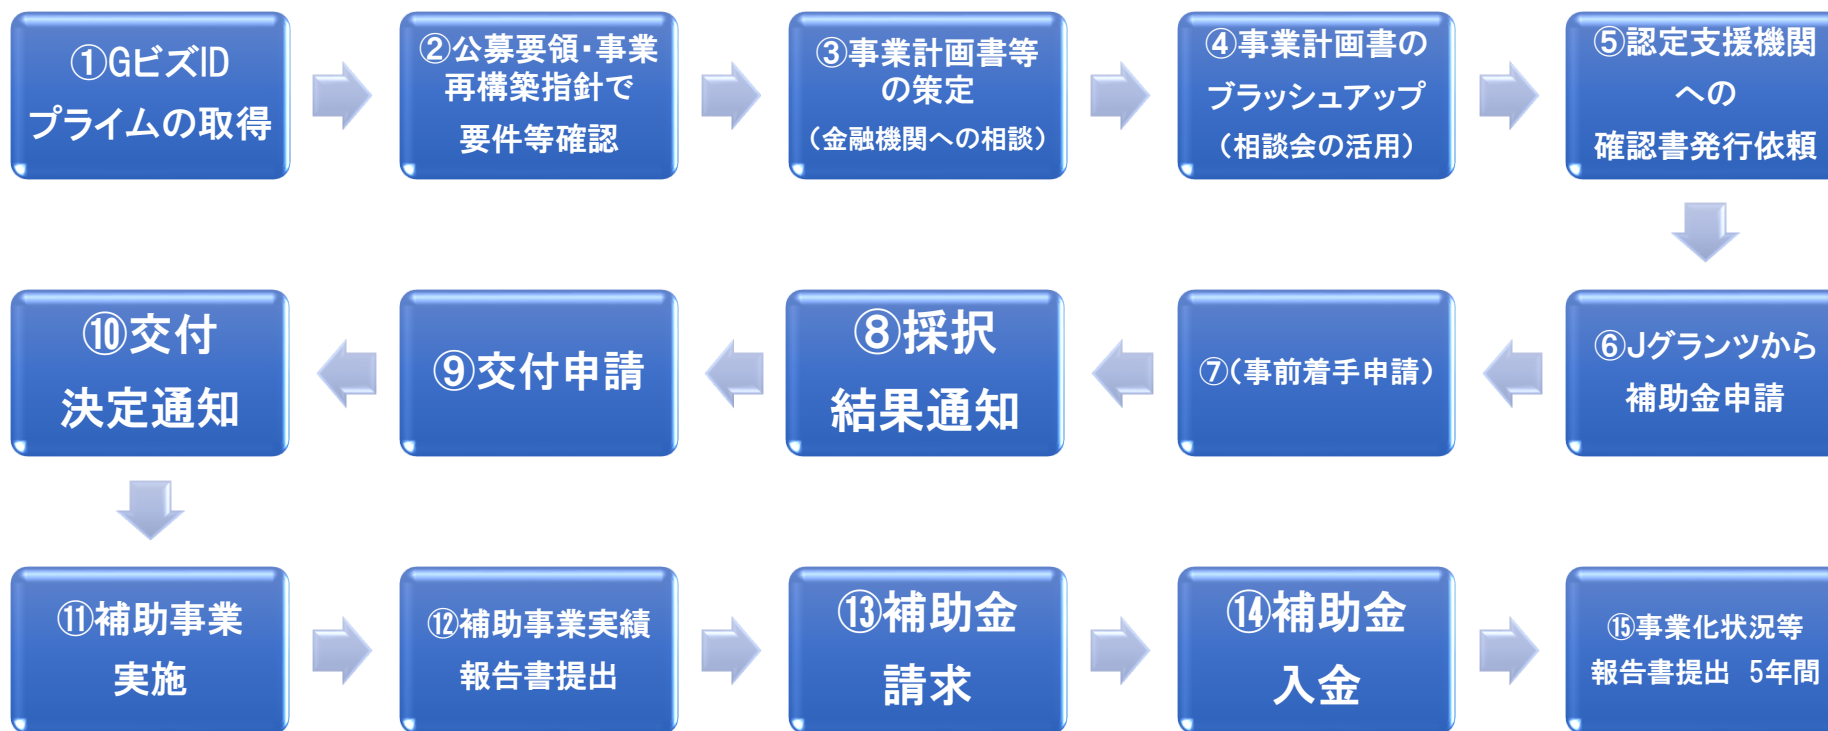 ①GビズID
プライムの取得
②公募要領・事業
再構築指針で
要件等確認
③事業計画書等
の策定
（金融機関への相談）
④事業計画書の
ブラッシュアップ
（相談会の活用）
⑤認定支援機関
への
確認書発行依頼
⑥Jグランツから
補助金申請
⑦（事前着手申請）
⑧採択
結果通知
⑨交付申請
⑩交付
決定通知
⑪補助事業
実施
⑫補助事業実績
報告書提出
⑬補助金
請求
⑭補助金
入金
⑮事業化状況等
報告書提出　5年間